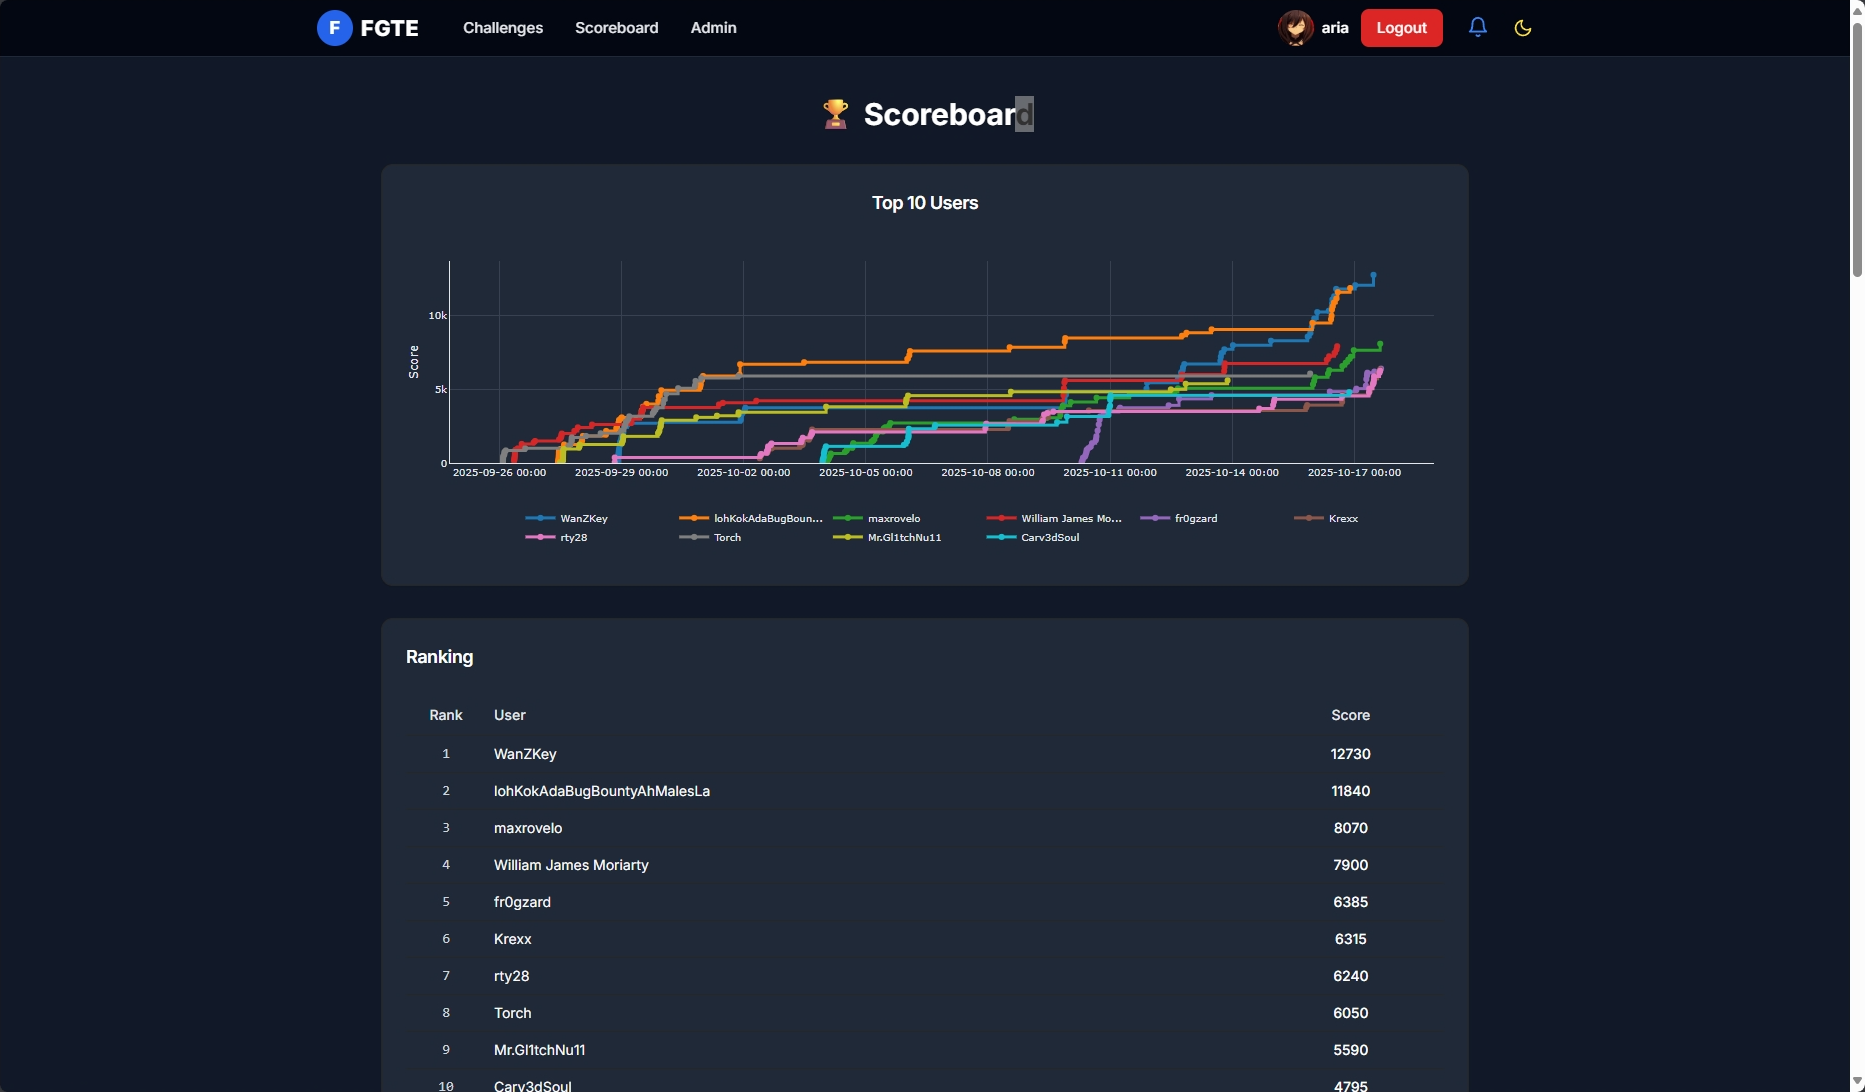 F FGTE Challenges Scoreboard Admin aria Logout
🏆 Scoreboard
Top 10 Users
10k
5k
0
Score
2025-09-26 00:00 2025-09-29 00:00 2025-10-02 00:00 2025-10-05 00:00 2025-10-08 00:00 2025-10-11 00:00 2025-10-14 00:00 2025-10-17 00:00
WanZKey lohKokAdaBugBoun... maxrovelo William James Mo... fr0gzard Krexx
rty28 Torch Mr.Gl1tchNu11 Carv3dSoul
Ranking
Rank User Score
1 WanZKey 12730
2 lohKokAdaBugBountyAhMalesLa 11840
3 maxrovelo 8070
4 William James Moriarty 7900
5 fr0gzard 6385
6 Krexx 6315
7 rty28 6240
8 Torch 6050
9 Mr.Gl1tchNu11 5590
10 Carv3dSoul 4795